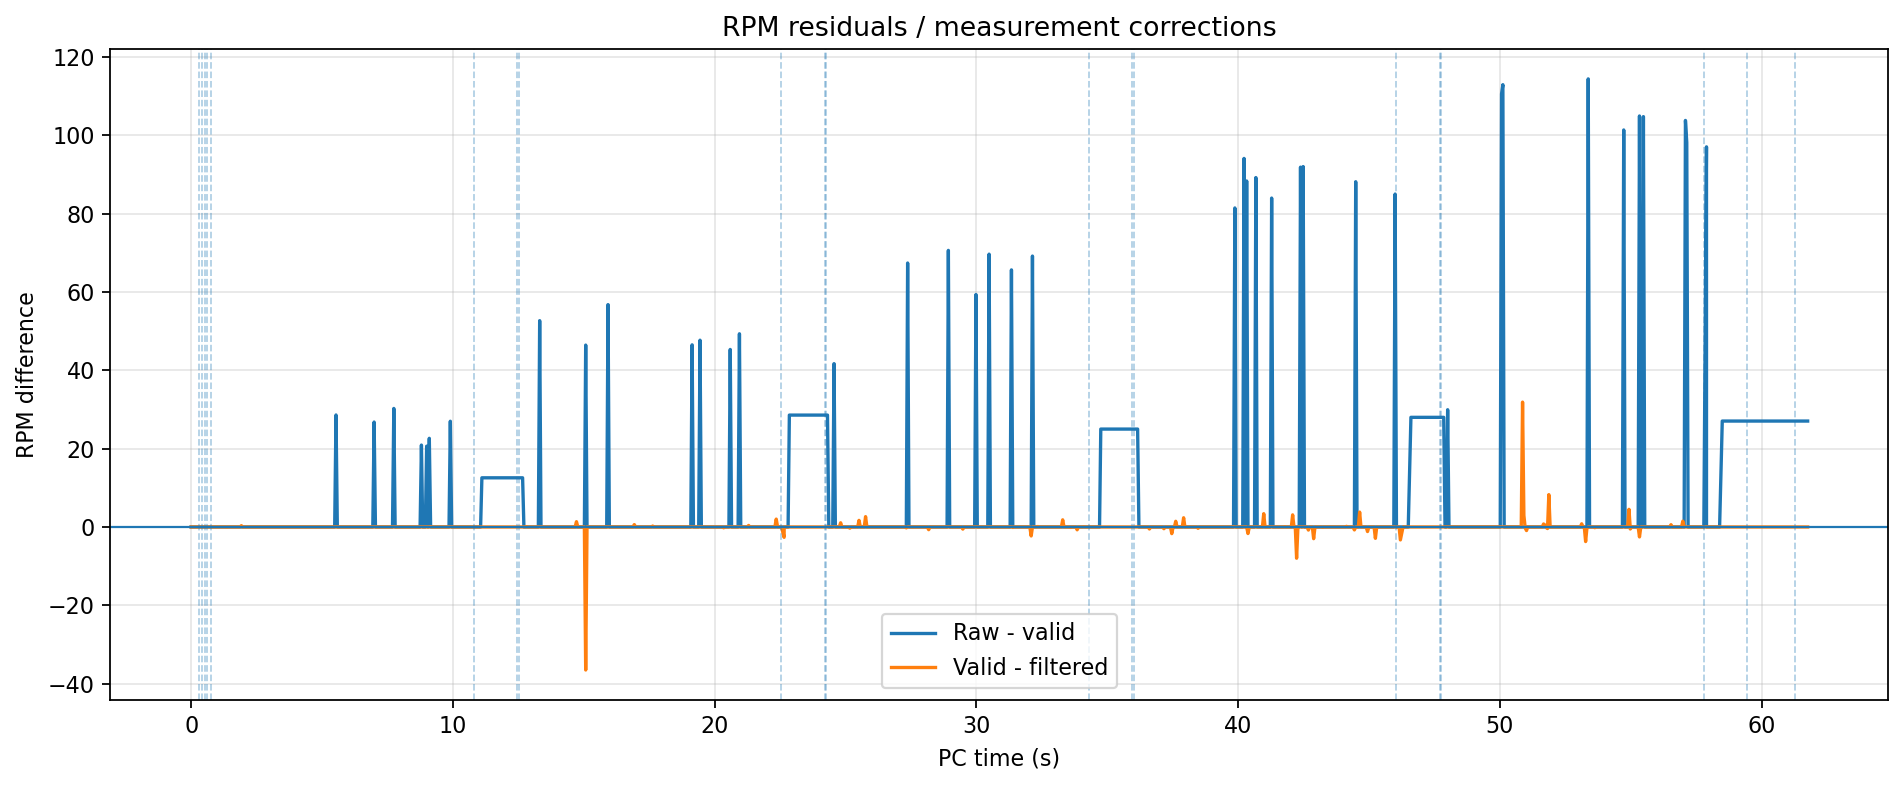 RPM residuals / measurement corrections
RPM difference
120
100
80
60
40
20
0
−20
−40
Raw - valid
Valid - filtered
0 10 20 30 40 50 60
PC time (s)